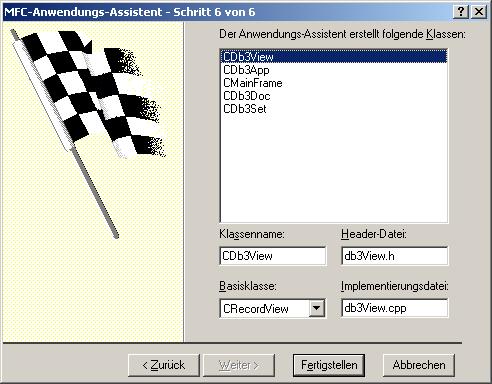 MFC-Anwendungs-Assistent - Schritt 6 von 6
Der Anwendungs-Assistent erstellt folgende Klassen:
CDb3View
CDb3App
CMainFrame
CDb3Doc
CDb3Set
Klassenname: Header-Datei:
CDb3View db3View.h
Basisklasse: Implementierungsdatei:
CRecordView db3View.cpp
< Zurück Weiter > Fertigstellen Abbrechen